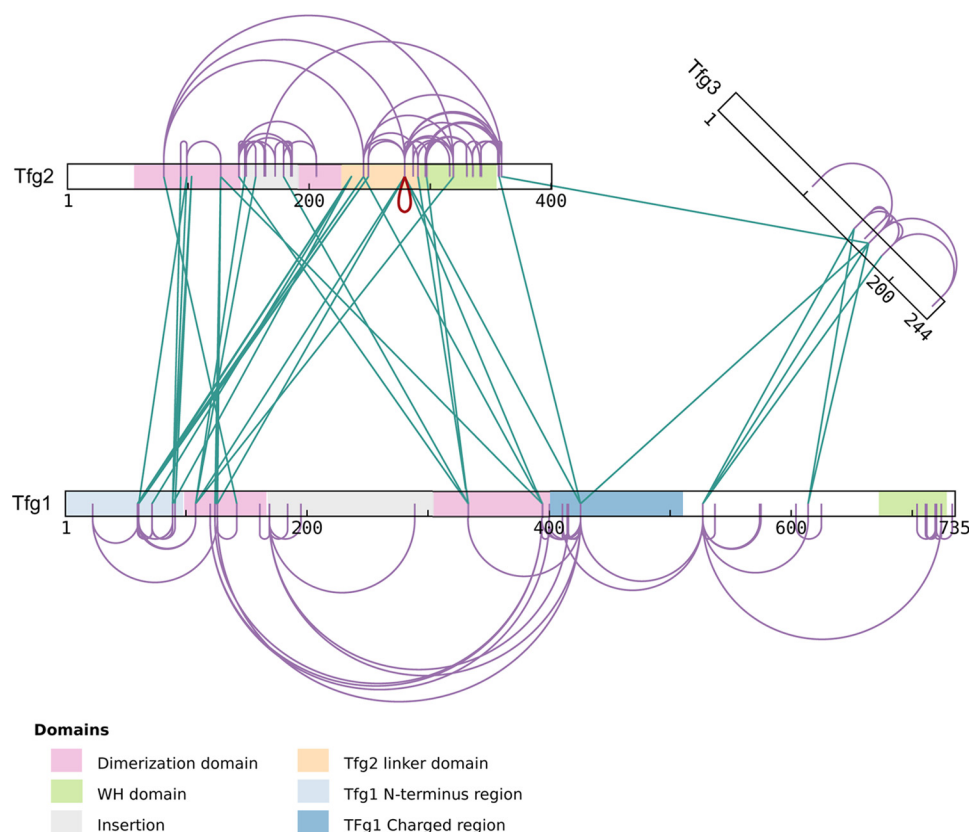 Tfg3
1
Tfg2
1
200
400
200
244
Tfg1
1
200
400
600
735
Domains
Dimerization domain
Tfg2 linker domain
WH domain
Tfg1 N-terminus region
Insertion
TFg1 Charged region